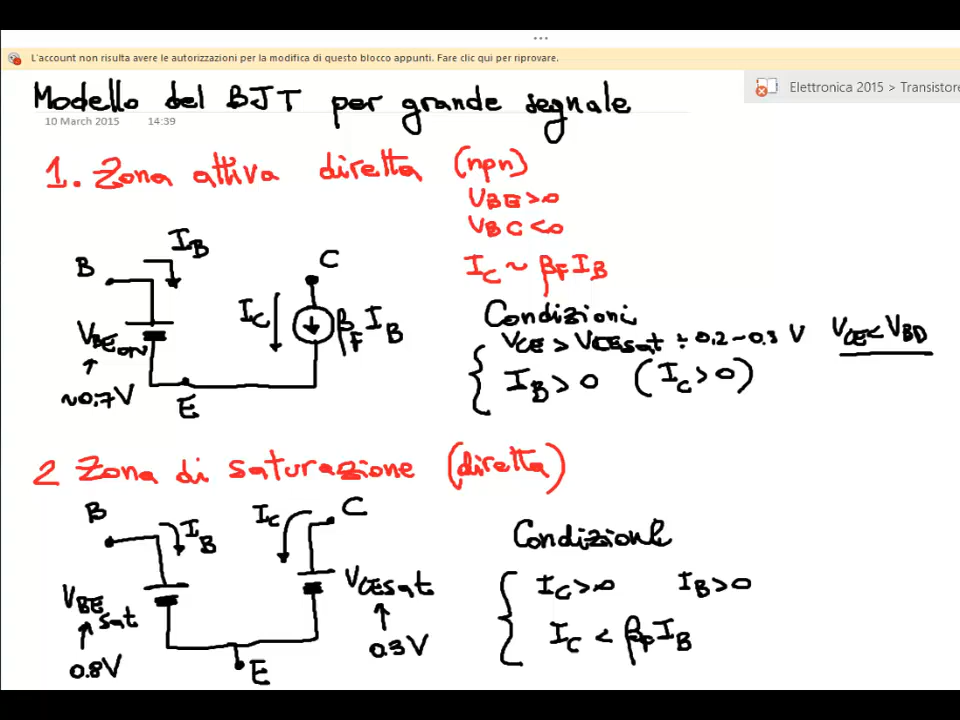 L'account non risulta avere le autorizzazioni per la modifica di questo blocco appunti. Fare clic qui per riprovare.
Elettronica 2015 > Transistore
Modello del BJT per grande segnale
10 March 2015 14:39
1. Zona attiva diretta (npn)
VBE>0
VBC<0
IC ~ βF IB
B
IB
C
VBEon
~0.7V
IC
βF IB
E
Condizioni
VCE > VCEsat ÷ 0.2-0.3 V
VCE < VBD
IB > 0 (IC > 0)
2 Zona di saturazione (diretta)
B
IB
IC
C
VBE sat
0.8V
VCEsat
0.3V
E
Condizione
IC > 0 IB > 0
IC < βF IB